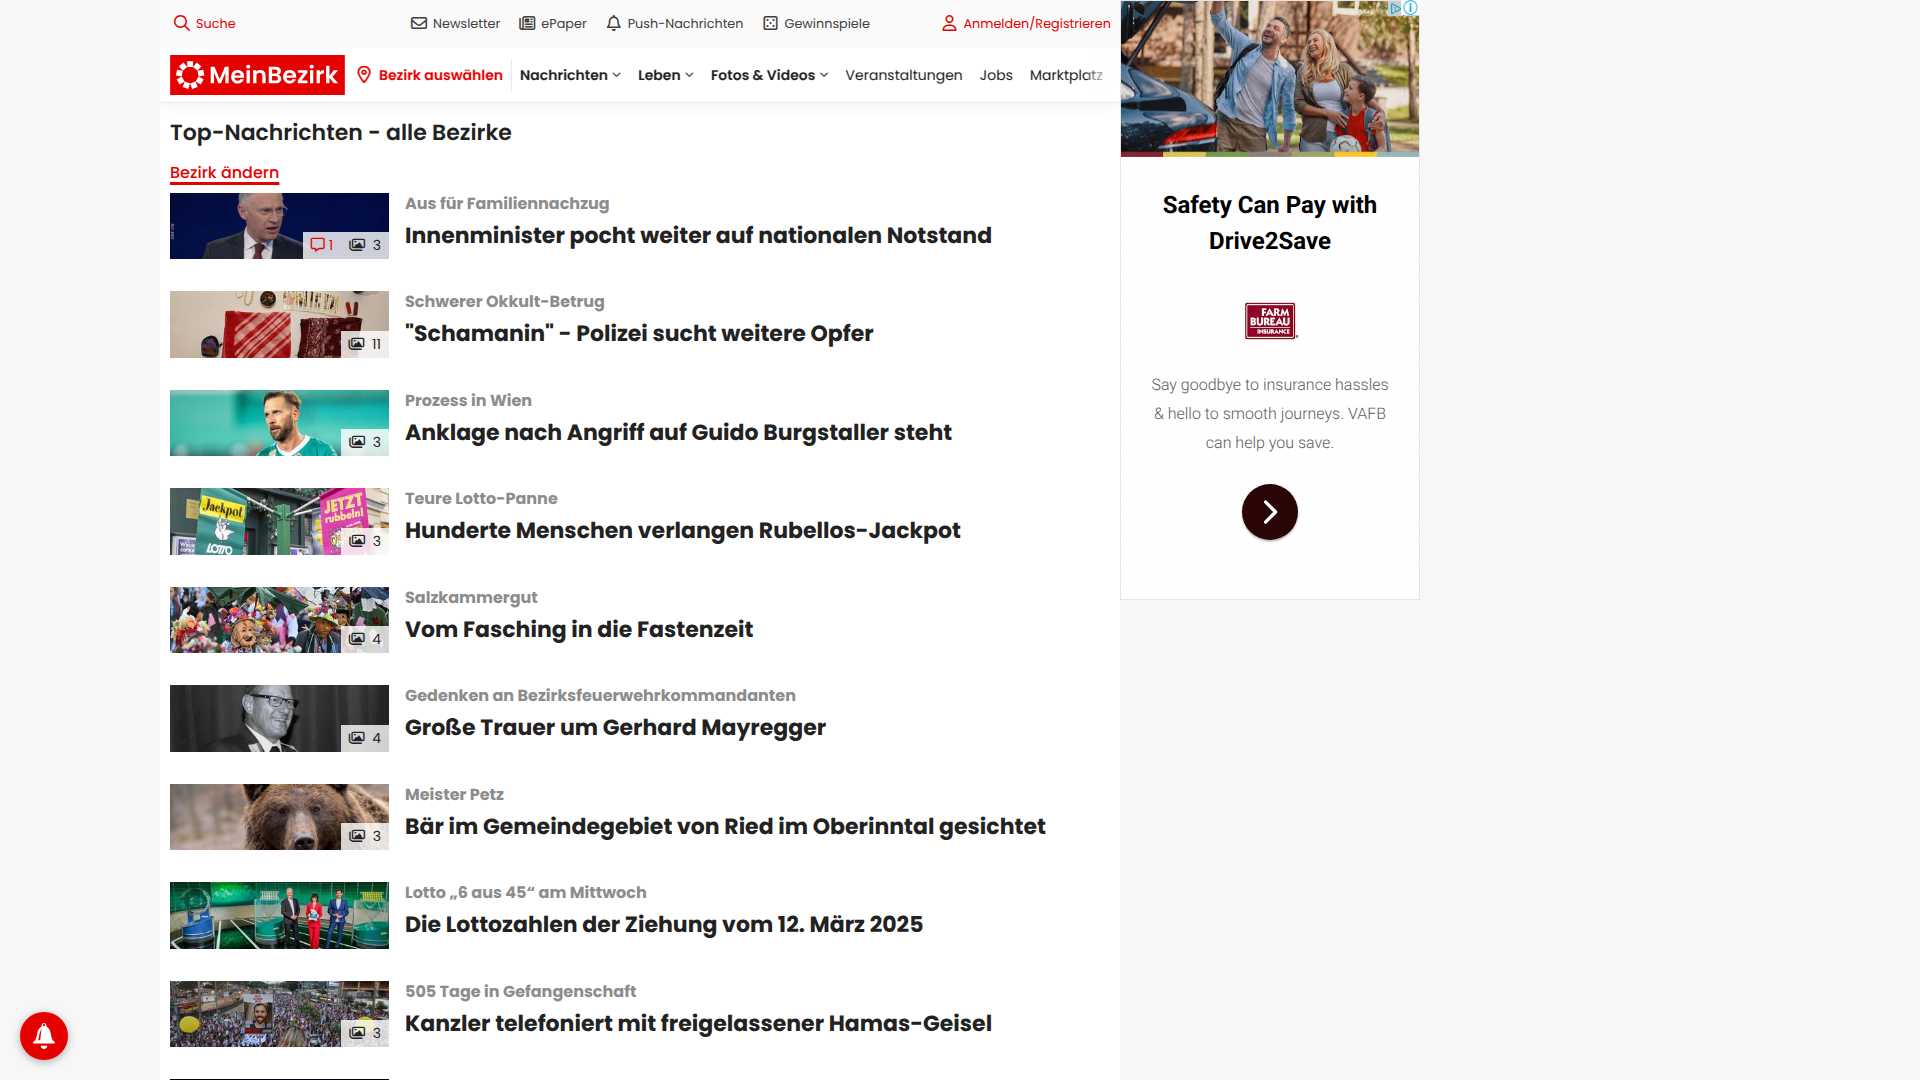 Suche
Newsletter
ePaper
Push-Nachrichten
Gewinnspiele
Anmelden/Registrieren
MeinBezirk
Bezirk auswählen
Nachrichten
Leben
Fotos & Videos
Veranstaltungen
Jobs
Marktplatz
Top-Nachrichten - alle Bezirke
Bezirk ändern
1
3
Aus für Familiennachzug
Innenminister pocht weiter auf nationalen Notstand
11
Schwerer Okkult-Betrug
"Schamanin" - Polizei sucht weitere Opfer
3
Prozess in Wien
Anklage nach Angriff auf Guido Burgstaller steht
Jackpot
LOTTO
JETZT
rubbeln!
3
Teure Lotto-Panne
Hunderte Menschen verlangen Rubellos-Jackpot
4
Salzkammergut
Vom Fasching in die Fastenzeit
4
Gedenken an Bezirksfeuerwehrkommandanten
Große Trauer um Gerhard Mayregger
3
Meister Petz
Bär im Gemeindegebiet von Ried im Oberinntal gesichtet
Lotto „6 aus 45“ am Mittwoch
Die Lottozahlen der Ziehung vom 12. März 2025
3
505 Tage in Gefangenschaft
Kanzler telefoniert mit freigelassener Hamas-Geisel
Safety Can Pay with
Drive2Save
FARM
BUREAU
INSURANCE
Say goodbye to insurance hassles
& hello to smooth journeys. VAFB
can help you save.